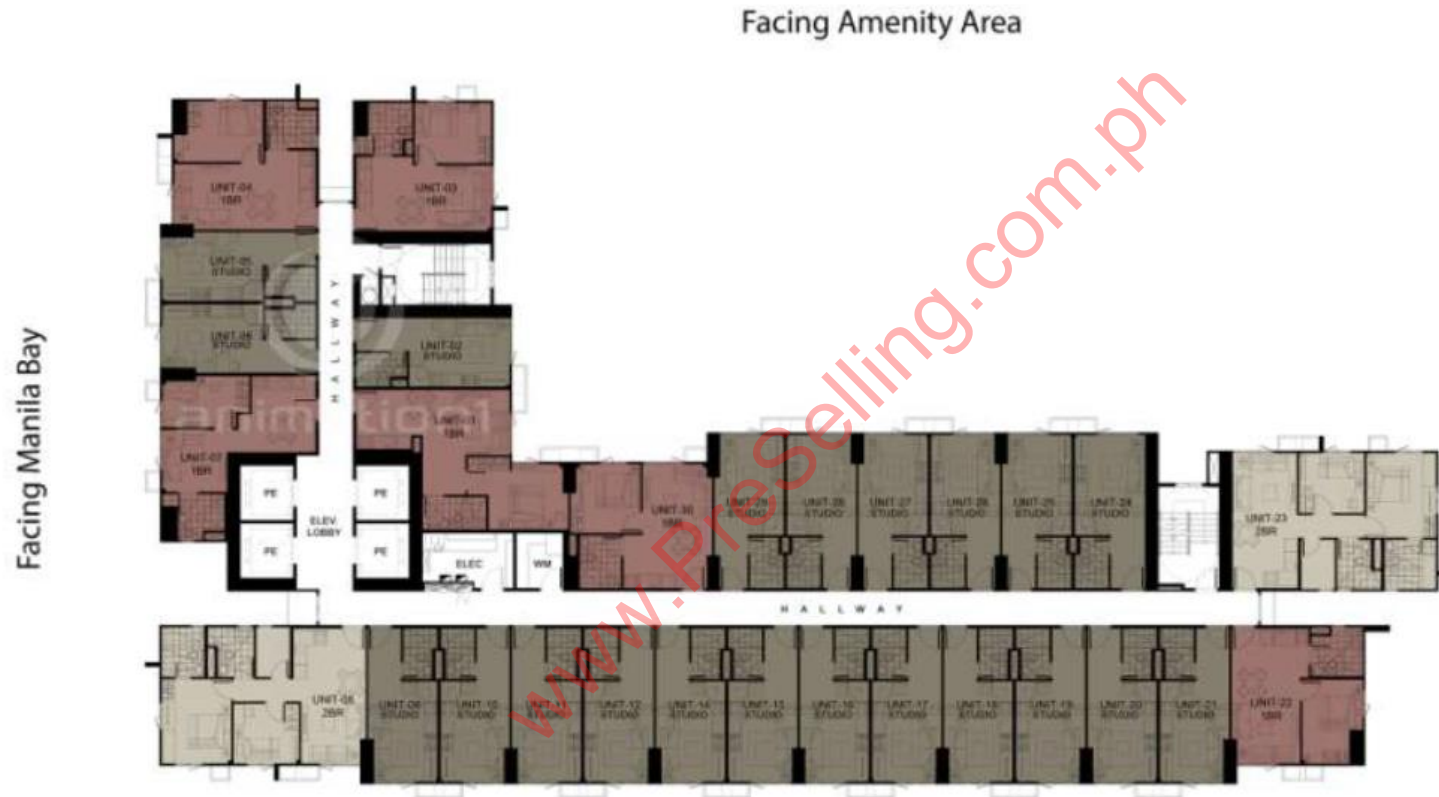 Facing Amenity Area
Facing Manila Bay
UNIT-04
1BR
UNIT-03
1BR
UNIT-05
STUDIO
HALLWAY
UNIT-06
STUDIO
UNIT-02
STUDIO
animation1
UNIT-01
1BR
UNIT-07
1BR
PE
PE
ELEV.
LOBBY
PE
PE
ELEC
WM
UNIT-30
1BR
UNIT-29
STUDIO
UNIT-28
STUDIO
UNIT-27
STUDIO
UNIT-26
STUDIO
UNIT-25
STUDIO
UNIT-24
STUDIO
UNIT-23
2BR
HALLWAY
UNIT-08
2BR
UNIT-09
STUDIO
UNIT-10
STUDIO
UNIT-11
STUDIO
UNIT-12
STUDIO
UNIT-14
STUDIO
UNIT-15
STUDIO
UNIT-16
STUDIO
UNIT-17
STUDIO
UNIT-18
STUDIO
UNIT-19
STUDIO
UNIT-20
STUDIO
UNIT-21
STUDIO
UNIT-22
1BR
www.PreSelling.com.ph